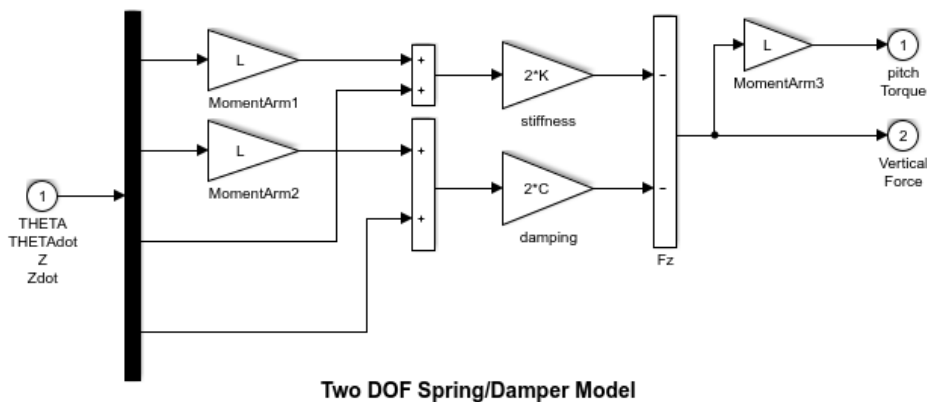 L
MomentArm1
L
MomentArm2
1
THETA
THETAdot
Z
Zdot
+
+
+
+
2*K
stiffness
2*C
damping
-
-
Fz
L
MomentArm3
1
pitch
Torque
2
Vertical
Force
Two DOF Spring/Damper Model